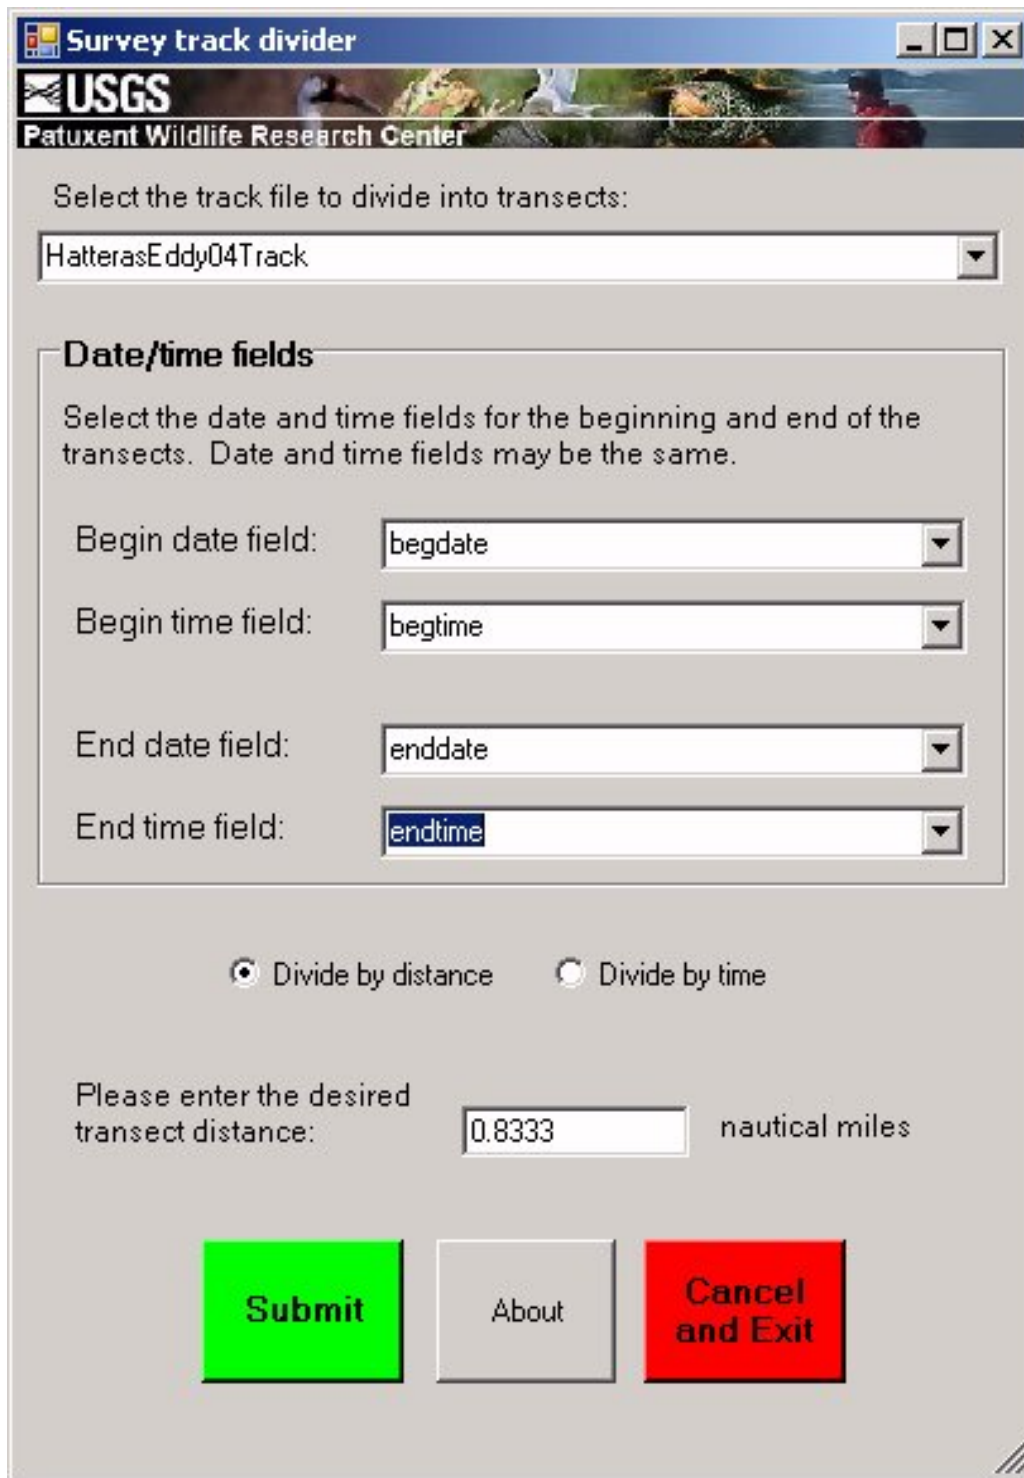 Survey track divider
USGS
Patuxent Wildlife Research Center
Select the track file to divide into transects:
HatterasEddy04Track
Date/time fields
Select the date and time fields for the beginning and end of the
transects.  Date and time fields may be the same.
Begin date field: begdate
Begin time field: begtime
End date field: enddate
End time field: endtime
Divide by distance Divide by time
Please enter the desired
transect distance: 0.8333 nautical miles
Submit About Cancel
and Exit